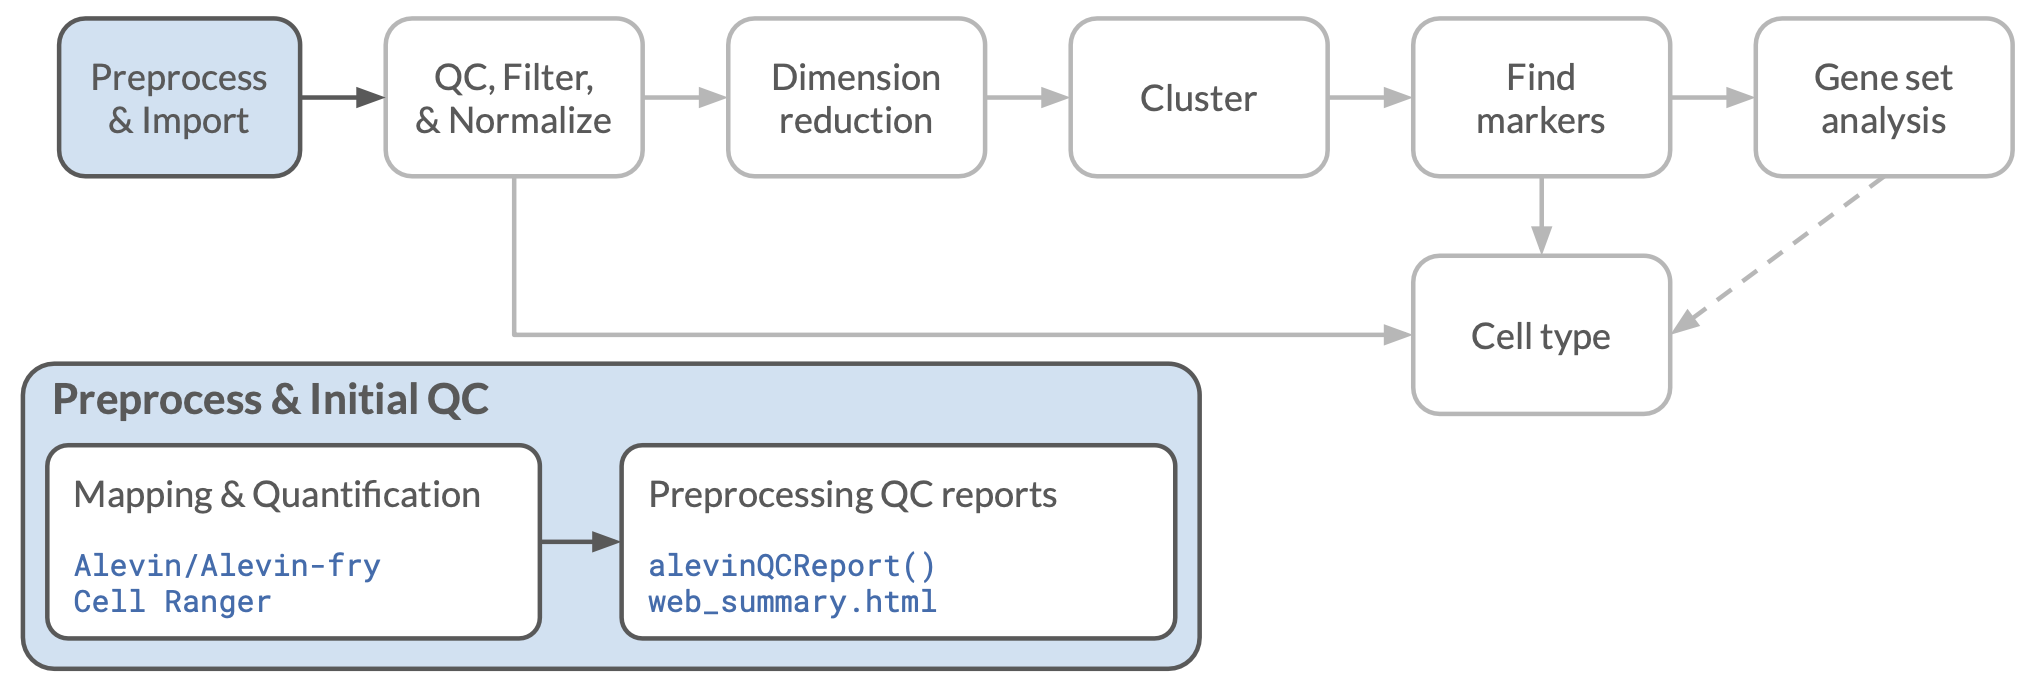 Preprocess
& Import
QC, Filter,
& Normalize
Dimension
reduction
Cluster
Find
markers
Gene set
analysis
Cell type
Preprocess & Initial QC
Mapping & Quantification
Alevin/Alevin-fry
Cell Ranger
Preprocessing QC reports
alevinQCReport()
web_summary.html